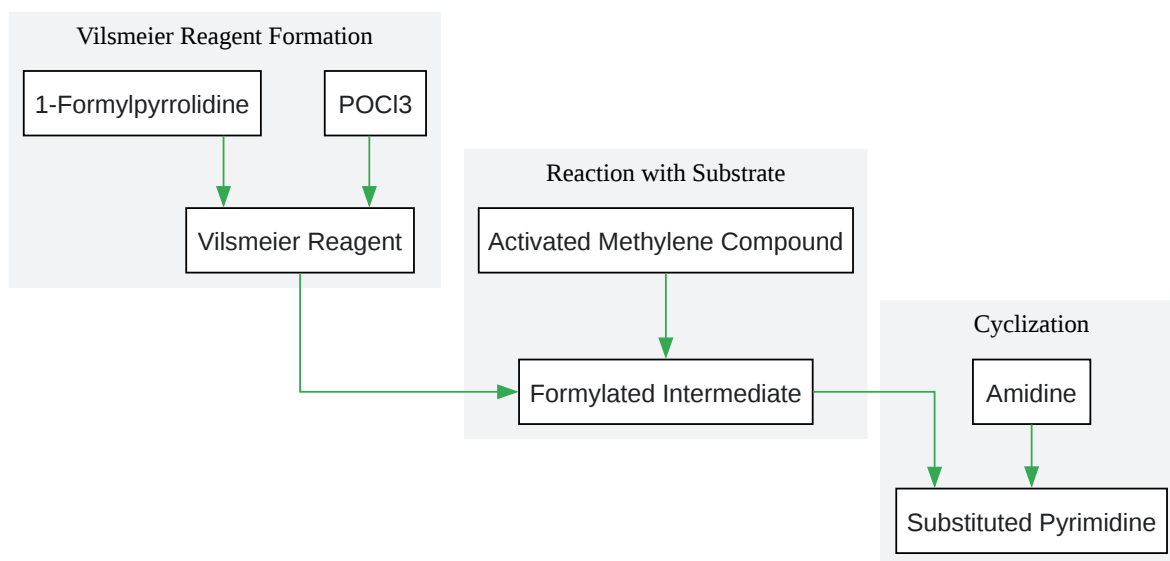 Vilsmeier Reagent Formation
1-Formylpyrrolidine
POCl3
Vilsmeier Reagent
Reaction with Substrate
Activated Methylene Compound
Formylated Intermediate
Cyclization
Amidine
Substituted Pyrimidine